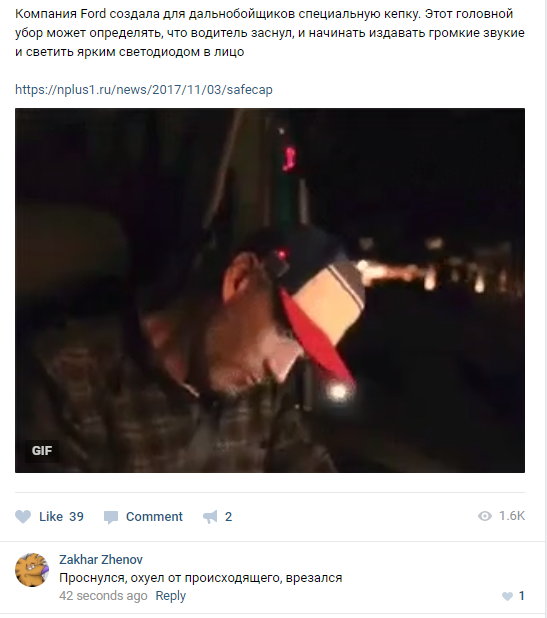 Компания Ford создала для дальнобойщиков специальную кепку. Этот головной
убор может определять, что водитель заснул, и начинать издавать громкие звукие
и светить ярким светодиодом в лицо
https://nplus1.ru/news/2017/11/03/safecap
GIF
Like 39 Comment 2 1.6K
Zakhar Zhenov
Проснулся, охуел от происходящего, врезался
42 seconds ago Reply 1